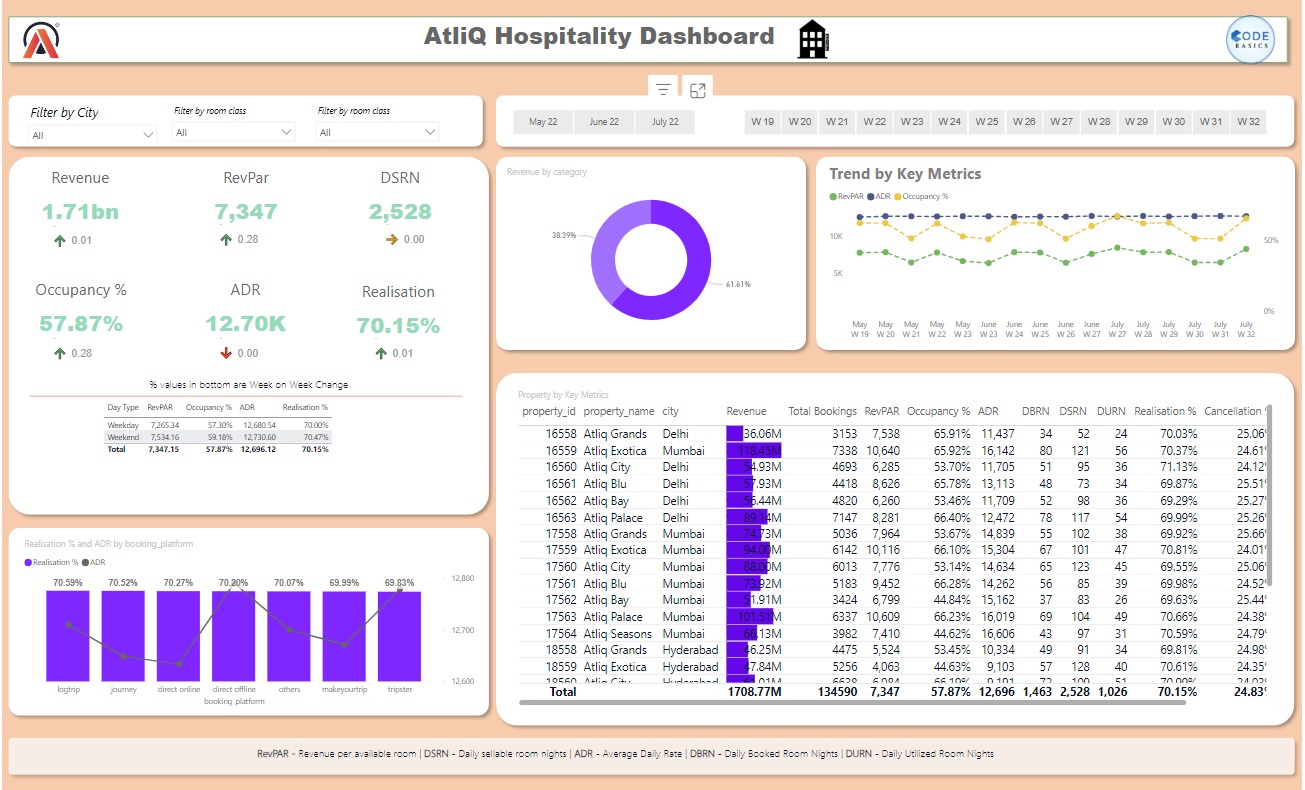 AtliQ Hospitality Dashboard
CODE
BASICS
Filter by City
All
Filter by room class
All
Filter by room class
All
May 22 June 22 July 22
W 19 W 20 W 21 W 22 W 23 W 24 W 25 W 26 W 27 W 28 W 29 W 30 W 31 W 32
Revenue RevPar DSRN
1.71bn 7,347 2,528
0.01 0.28 0.00
Occupancy % ADR Realisation
57.87% 12.70K 70.15%
0.28 0.00 0.01
% values in bottom are Week on Week Change
Day Type RevPAR Occupancy % ADR Realisation %
Weekday 7,265.34 57.30% 12,680.54 70.00%
Weekend 7,534.16 59.18% 12,730.60 70.47%
Total 7,347.15 57.87% 12,696.12 70.15%
Revenue by category
38.39%
61.61%
Trend by Key Metrics
RevPAR ADR Occupancy %
10K
5K
50%
0%
May May May May May June June June June July July July July July
W 19 W 20 W 21 W 22 W 23 W 23 W 24 W 25 W 26 W 27 W 28 W 29 W 30 W 31 W 32
Realisation % and ADR by booking_platform
Realisation % ADR
70.59% 70.52% 70.27% 70.20% 70.07% 69.99% 69.83%
12,800
12,700
12,600
logtrip journey direct online direct offline others makeyourtrip tripster
booking_platform
Property by Key Metrics
property_id property_name city Revenue Total Bookings RevPAR Occupancy % ADR DBRN DSRN DURN Realisation % Cancellation %
16558 Atliq Grands Delhi 36.06M 3153 7,538 65.91% 11,437 34 52 24 70.03% 25.06%
16559 Atliq Exotica Mumbai 118.45M 7338 10,640 65.92% 16,142 80 121 56 70.37% 24.61%
16560 Atliq City Delhi 54.93M 4693 6,285 53.70% 11,705 51 95 36 71.13% 24.12%
16561 Atliq Blu Delhi 57.93M 4418 8,626 65.78% 13,113 48 73 34 69.87% 25.51%
16562 Atliq Bay Delhi 56.44M 4820 6,260 53.46% 11,709 52 98 36 69.29% 25.27%
16563 Atliq Palace Delhi 89.14M 7147 8,281 66.40% 12,472 78 117 54 69.99% 25.26%
17558 Atliq Grands Mumbai 74.73M 5036 7,964 53.67% 14,839 55 102 38 69.92% 25.66%
17559 Atliq Exotica Mumbai 94.00M 6142 10,116 66.10% 15,304 67 101 47 70.81% 24.01%
17560 Atliq City Mumbai 88.00M 6013 7,776 53.14% 14,634 65 123 45 69.55% 25.06%
17561 Atliq Blu Mumbai 73.92M 5183 9,452 66.28% 14,262 56 85 39 69.98% 24.52%
17562 Atliq Bay Mumbai 51.91M 3424 6,799 44.84% 15,162 37 83 26 69.63% 25.44%
17563 Atliq Palace Mumbai 101.51M 6337 10,609 66.23% 16,019 69 104 49 70.66% 24.38%
17564 Atliq Seasons Mumbai 66.13M 3982 7,410 44.62% 16,606 43 97 31 70.59% 24.79%
18558 Atliq Grands Hyderabad 46.25M 4475 5,524 53.45% 10,334 49 91 34 69.81% 24.98%
18559 Atliq Exotica Hyderabad 47.84M 5256 4,063 44.63% 9,103 57 128 40 70.61% 24.35%
18560 Atliq City Hyderabad
Total 1708.77M 134590 7,347 57.87% 12,696 1,463 2,528 1,026 70.15% 24.83%
RevPAR - Revenue per available room | DSRN - Daily sellable room nights | ADR - Average Daily Rate | DBRN - Daily Booked Room Nights | DURN - Daily Utilized Room Nights